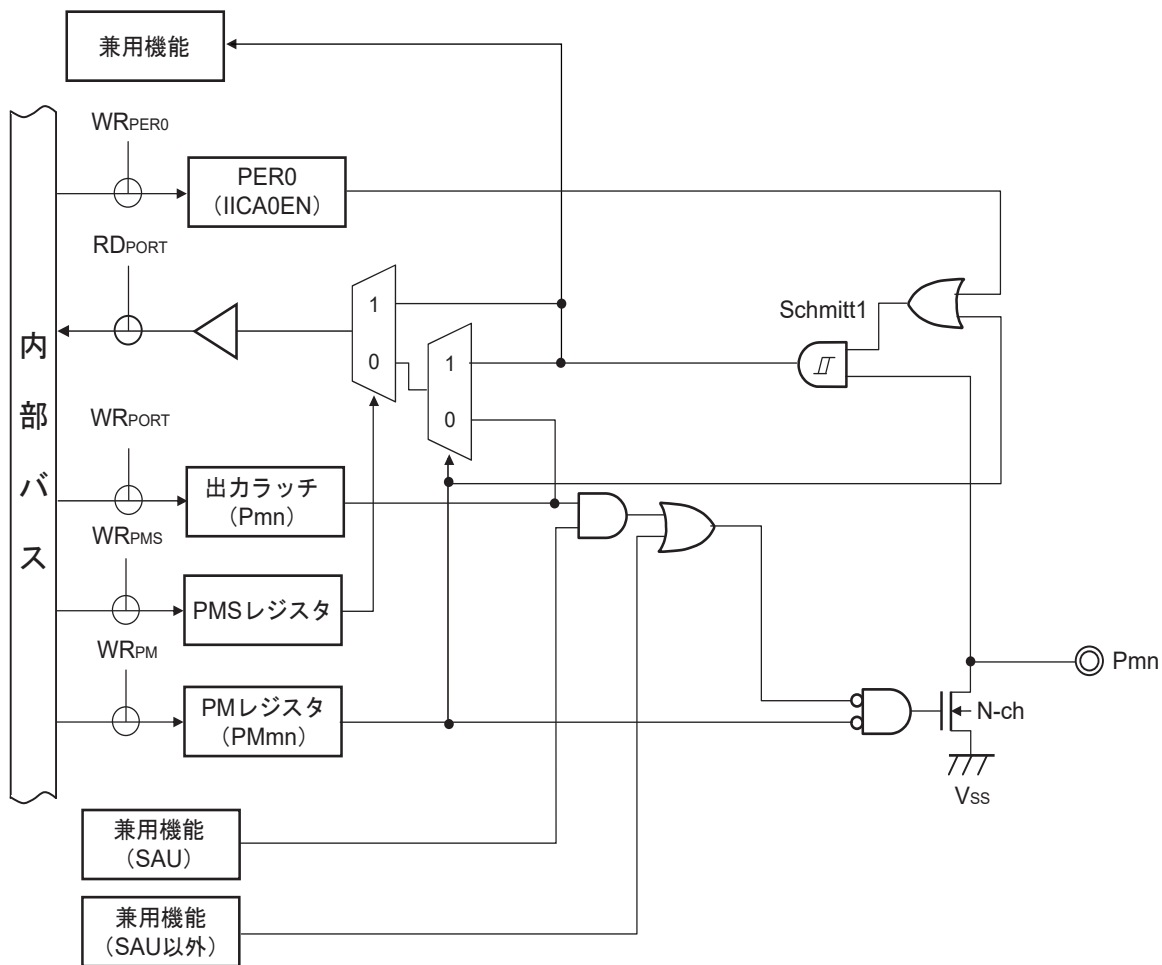 兼用機能
WRPER0
PER0
（IICA0EN）
RDPORT
Schmitt1
1
0
1
0
内部バス
WRPORT
出力ラッチ
（Pmn）
WRPMS
PMSレジスタ
WRPM
PMレジスタ
（PMmn）
Pmn
N-ch
VSS
兼用機能
（SAU）
兼用機能
（SAU以外）